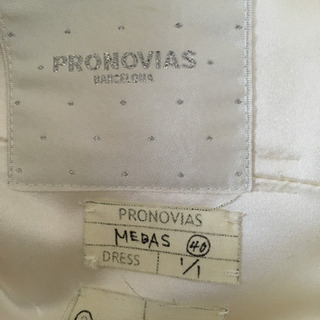 PRONOVIAS
BARCELONA
PRONOVIAS
MEDAS 40
DRESS 1/1